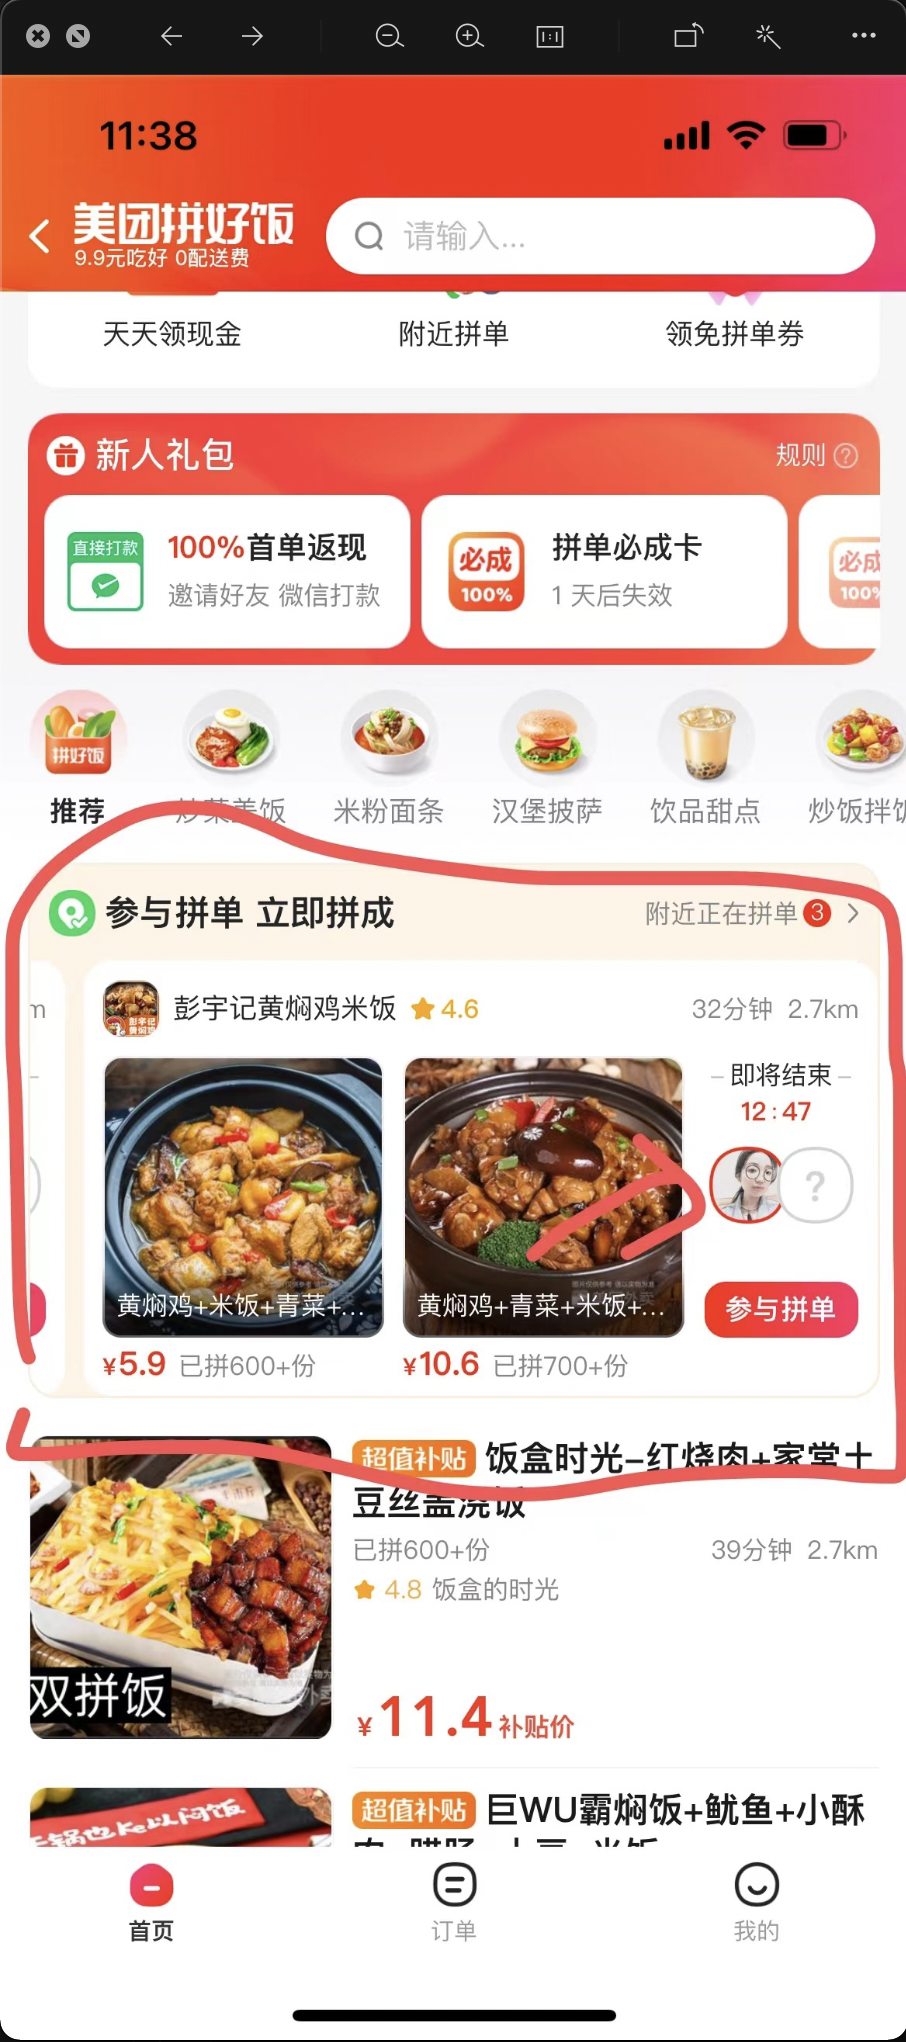 11:38
美团拼好饭
9.9元吃好 0配送费
请输入...
天天领现金
附近拼单
领免拼单券
新人礼包
规则
直接打款
100%首单返现
邀请好友 微信打款
必成
100%
拼单必成卡
1 天后失效
必成
100%
拼好饭
推荐
炒菜盖饭
米粉面条
汉堡披萨
饮品甜点
炒饭拌饭
参与拼单 立即拼成
附近正在拼单 3
m
彭宇记黄焖鸡米饭
4.6
32分钟 2.7km
彭宇记
即将结束
12:47
?
黄焖鸡+米饭+青菜+...
黄焖鸡+青菜+米饭+...
参与拼单
¥5.9 已拼600+份
¥10.6 已拼700+份
超值补贴 饭盒时光–红烧肉+家常土
豆丝盖浇饭
已拼600+份
39分钟 2.7km
4.8 饭盒的时光
双拼饭
¥11.4 补贴价
超值补贴 巨WU霸焖饭+鱿鱼+小酥
首页
订单
我的